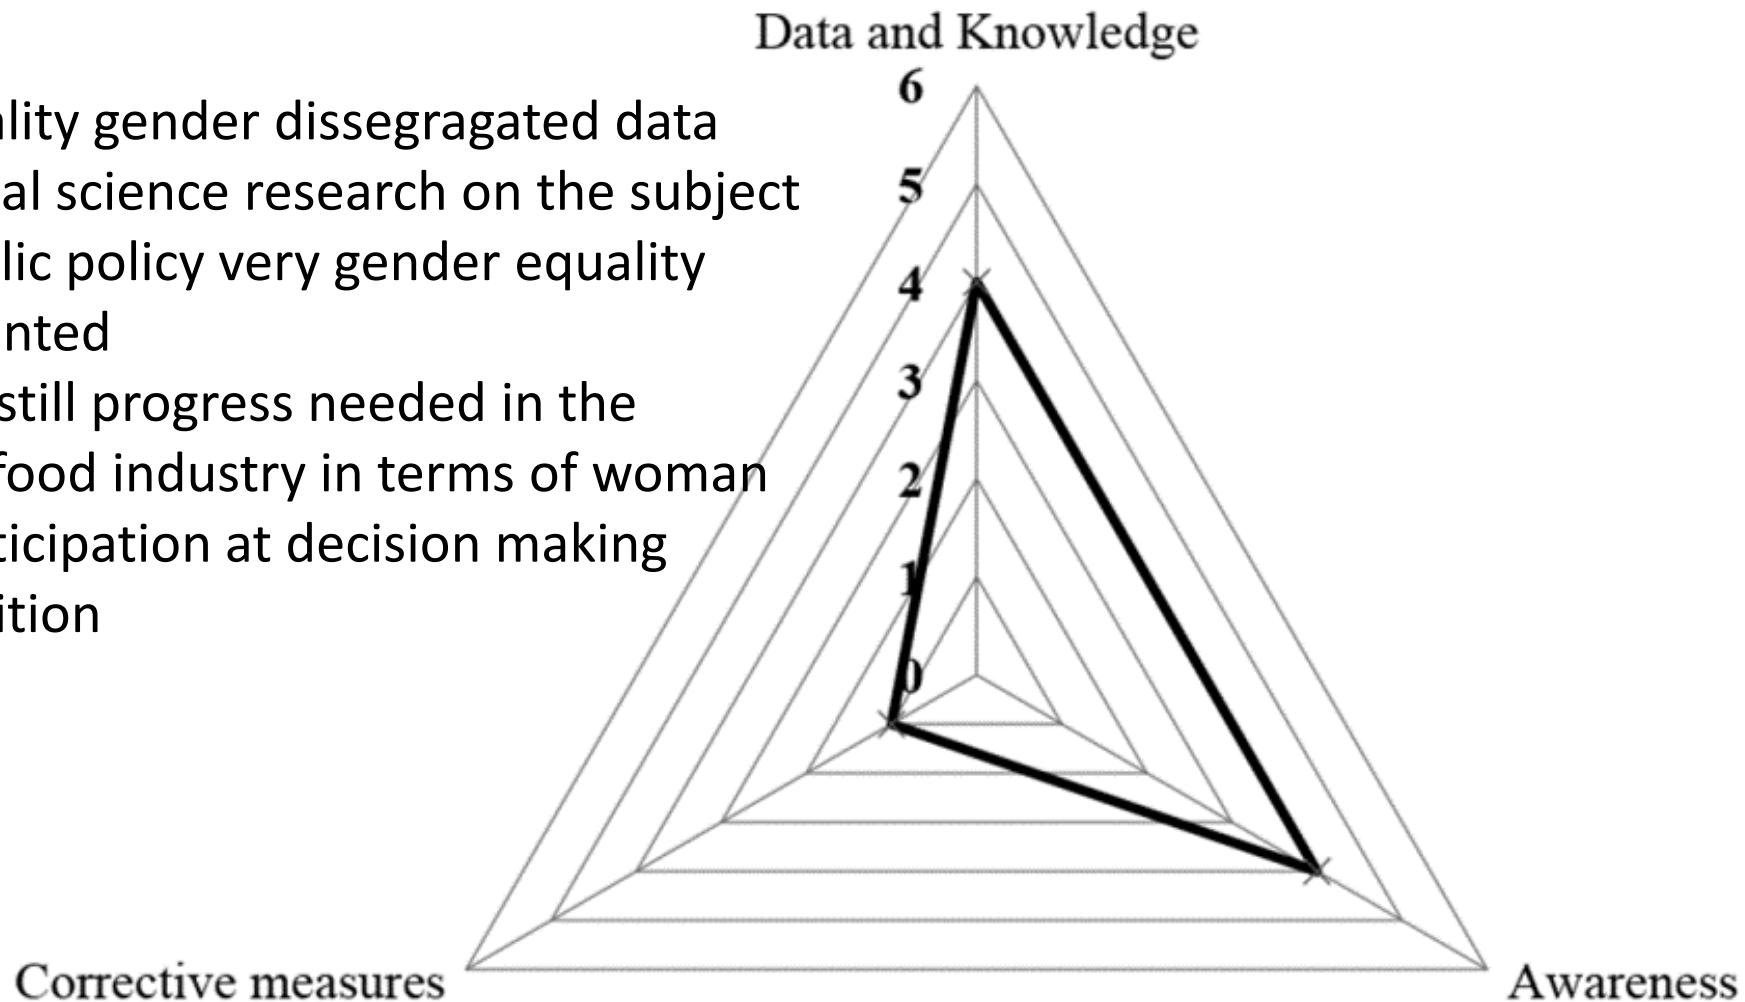 Data and Knowledge
ality gender dissegragated data
al science research on the subject
lic policy very gender equality
nted
still progress needed in the
food industry in terms of woman
ticipation at decision making
ition
6
5
4
3
2
1
0
Corrective measures
Awareness